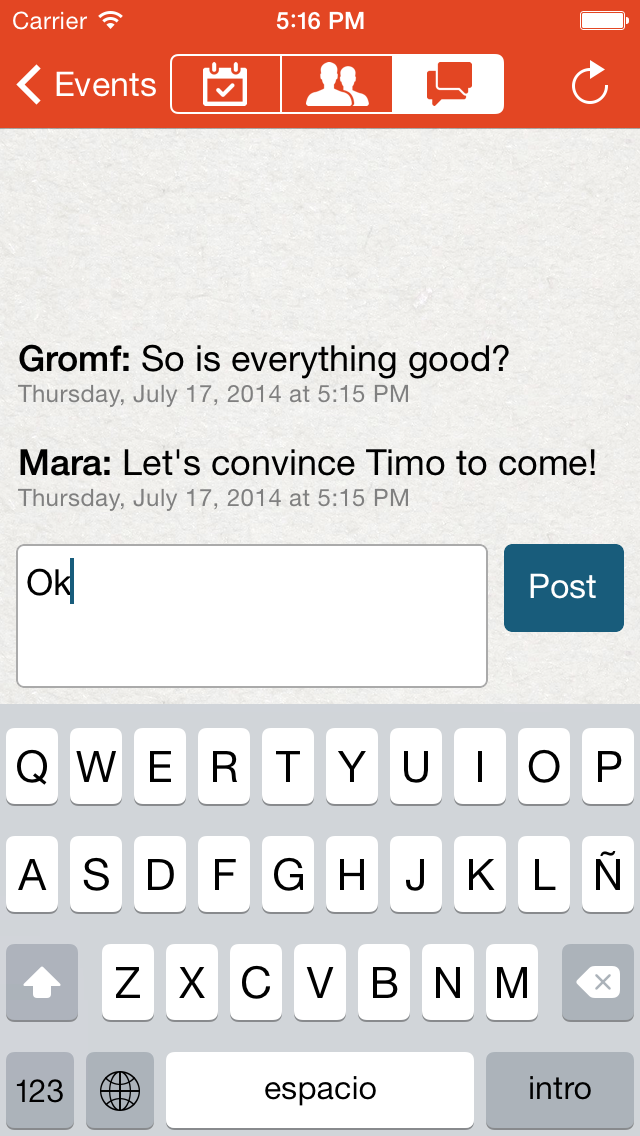 Carrier 5:16 PM
Events
Gromf: So is everything good?
Thursday, July 17, 2014 at 5:15 PM
Mara: Let's convince Timo to come!
Thursday, July 17, 2014 at 5:15 PM
Ok
Post
Q W E R T Y U I O P
A S D F G H J K L Ñ
Z X C V B N M
123 espacio intro